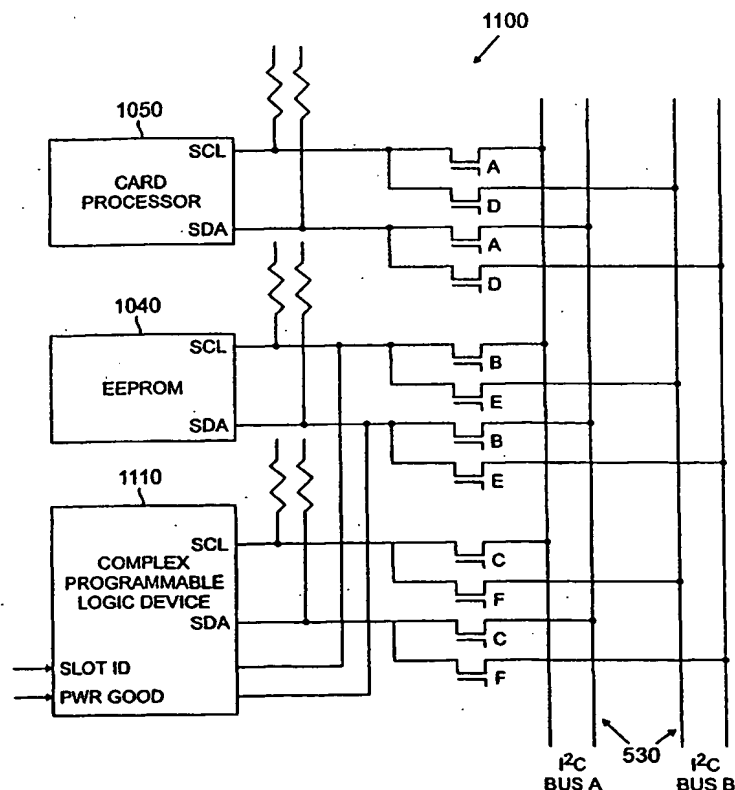 1100
1050
SCL
CARD
PROCESSOR
SDA
A
D
A
D
1040
SCL
EEPROM
SDA
B
E
B
E
1110
SCL
COMPLEX
PROGRAMMABLE
LOGIC DEVICE
SDA
C
F
C
F
SLOT ID
PWR GOOD
530
I²C
BUS A
I²C
BUS B